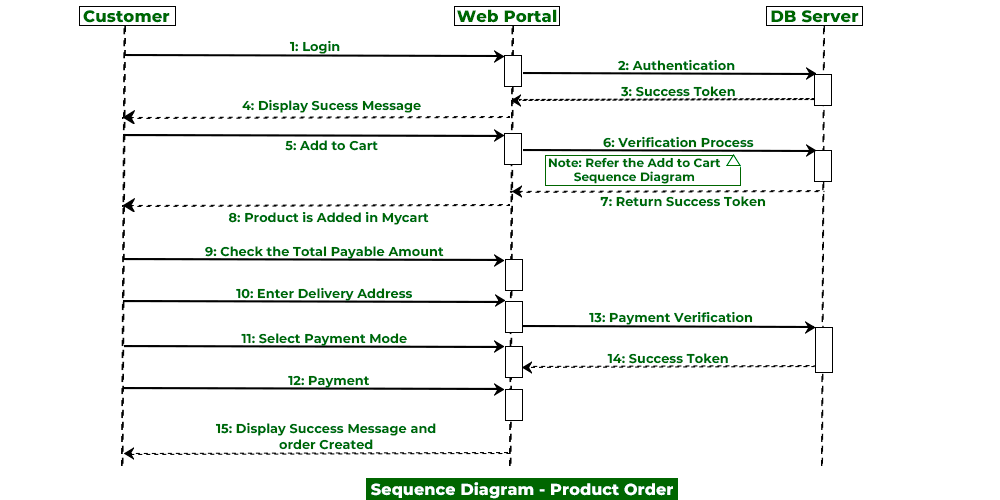 Customer
Web Portal
DB Server
1: Login
2: Authentication
3: Success Token
4: Display Sucess Message
5: Add to Cart
6: Verification Process
Note: Refer the Add to Cart
Sequence Diagram
7: Return Success Token
8: Product is Added in Mycart
9: Check the Total Payable Amount
10: Enter Delivery Address
13: Payment Verification
11: Select Payment Mode
14: Success Token
12: Payment
15: Display Success Message and
order Created
Sequence Diagram - Product Order